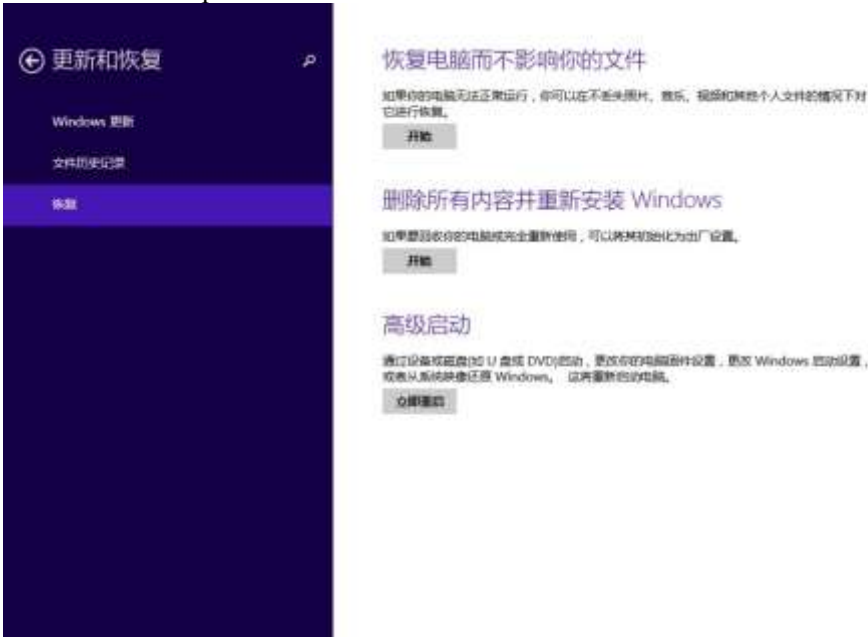 更新和恢复
Windows 更新
文件历史记录
恢复
恢复电脑而不影响你的文件
如果你的电脑无法正常运行，你可以在不丢失照片、音乐、视频和其他个人文件的情况下对
它进行恢复。
开始
删除所有内容并重新安装 Windows
如果要回收你的电脑或完全重新使用，可以将其初始化为出厂设置。
开始
高级启动
通过设备或磁盘(如 U 盘或 DVD)启动，更改你的电脑固件设置，更改 Windows 启动设置，
或者从系统映像还原 Windows。 这将重新启动电脑。
立即重启